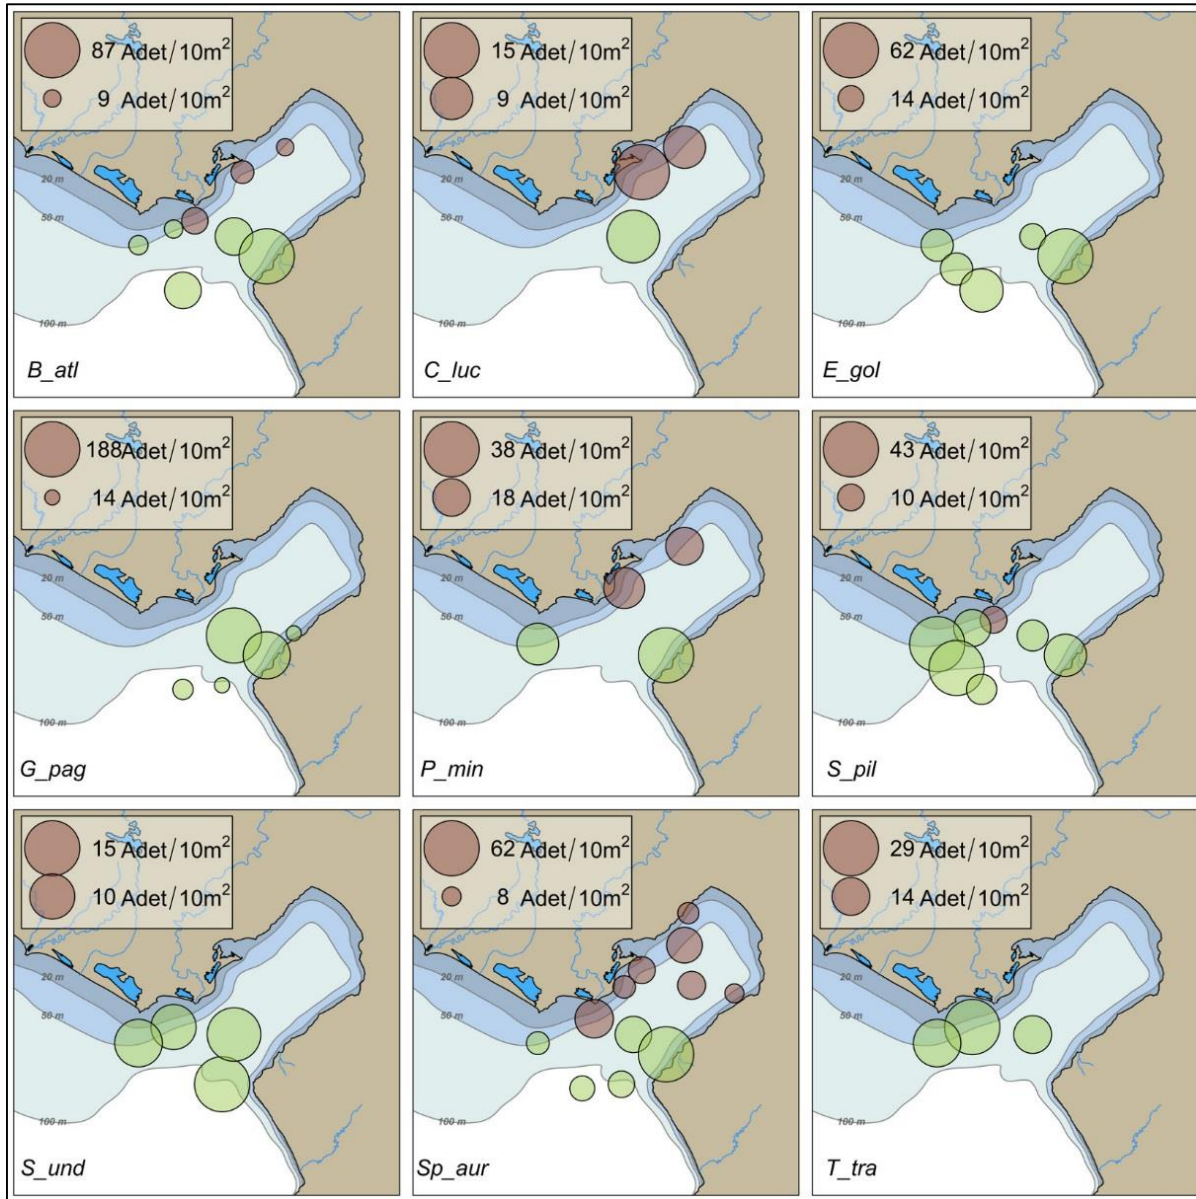 87 Adet/10m²
9 Adet/10m²
20 m
50 m
100 m
B_atl
15 Adet/10m²
9 Adet/10m²
20 m
50 m
100 m
C_luc
62 Adet/10m²
14 Adet/10m²
20 m
50 m
100 m
E_gol
188Adet/10m²
14 Adet/10m²
20 m
50 m
100 m
G_pag
38 Adet/10m²
18 Adet/10m²
20 m
50 m
100 m
P_min
43 Adet/10m²
10 Adet/10m²
20 m
50 m
100 m
S_pil
15 Adet/10m²
10 Adet/10m²
20 m
50 m
100 m
S_und
62 Adet/10m²
8 Adet/10m²
20 m
50 m
100 m
Sp_aur
29 Adet/10m²
14 Adet/10m²
20 m
50 m
100 m
T_tra